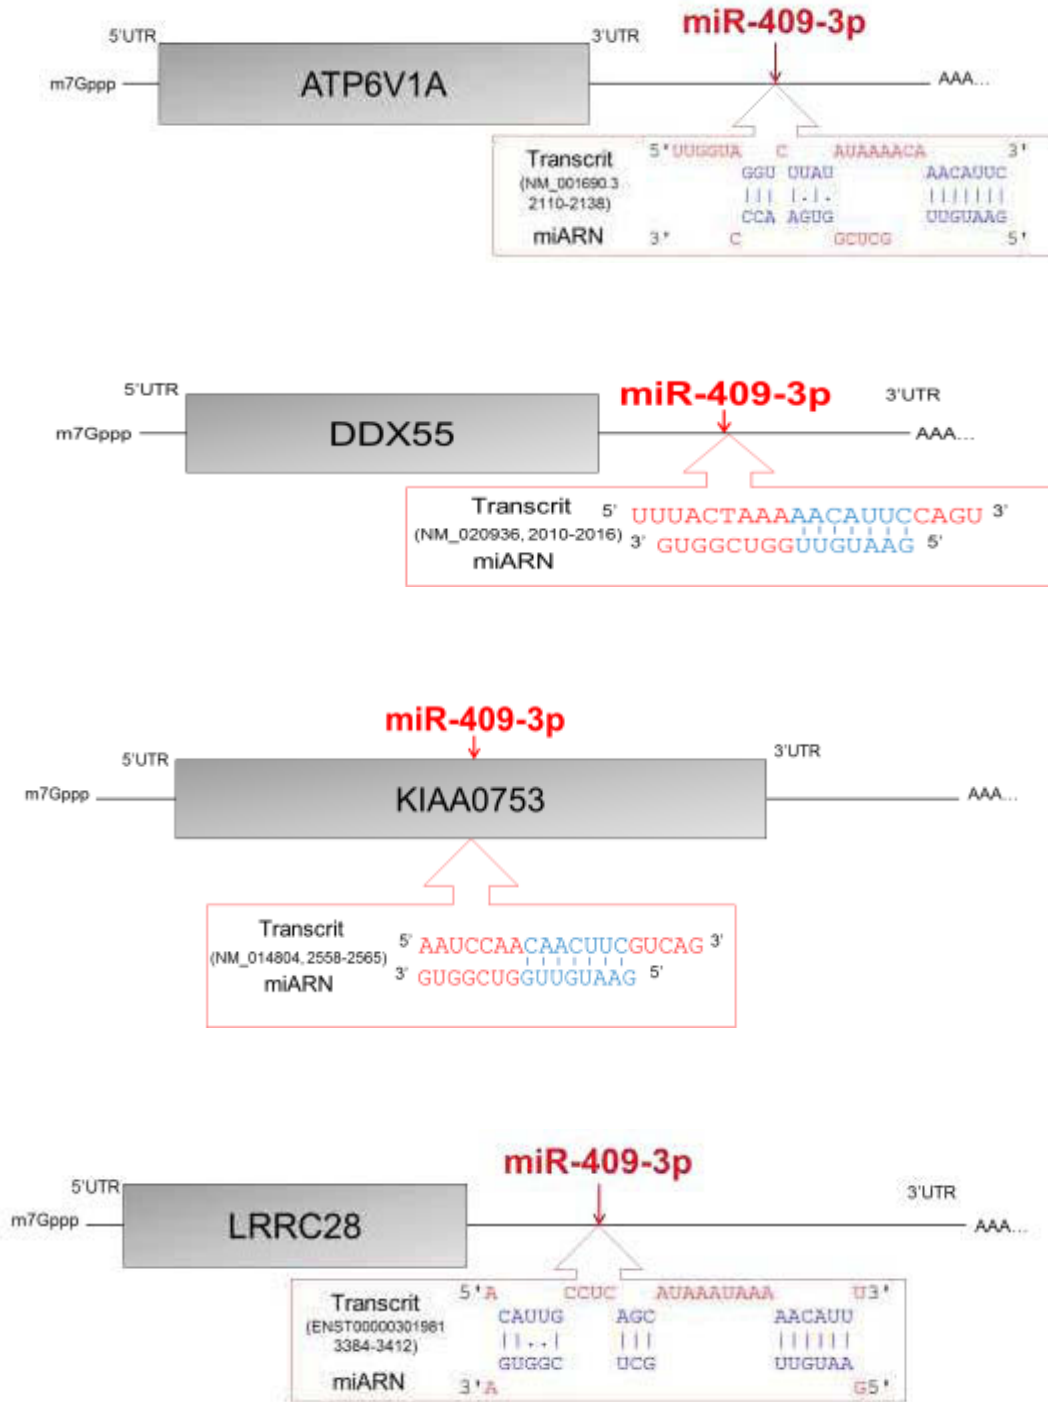 miR-409-3p
5'UTR
3'UTR
m7Gppp
ATP6V1A
AAA...
Transcrit
(NM_001690.3
2110-2138)
miARN
5' UUGGUA C AUAAAACA 3'
GGU UUAU AACAUUC
||| |.|. |||||||
CCA AGUG UUGUAAG
3' C GCUCG 5'
miR-409-3p
5'UTR
3'UTR
m7Gppp
DDX55
AAA...
Transcrit
(NM_020936, 2010-2016)
miARN
5' UUUACTAAAAACAUUCCAGU 3'
3' GUGGCUGGUUGUAAG 5'
miR-409-3p
5'UTR
3'UTR
m7Gppp
KIAA0753
AAA...
Transcrit
(NM_014804, 2558-2565)
miARN
5' AAUCCAACAACUUCGUCAG 3'
3' GUGGCUGGUUGUAAG 5'
miR-409-3p
5'UTR
3'UTR
m7Gppp
LRRC28
AAA...
Transcrit
(ENST00000301981
3384-3412)
miARN
5' A CCUC AUAAAUAAA U 3'
CAUUG AGC AACAUU
||..| ||| ||||||
GUGGC UCG UUGUAA
3' A G 5'